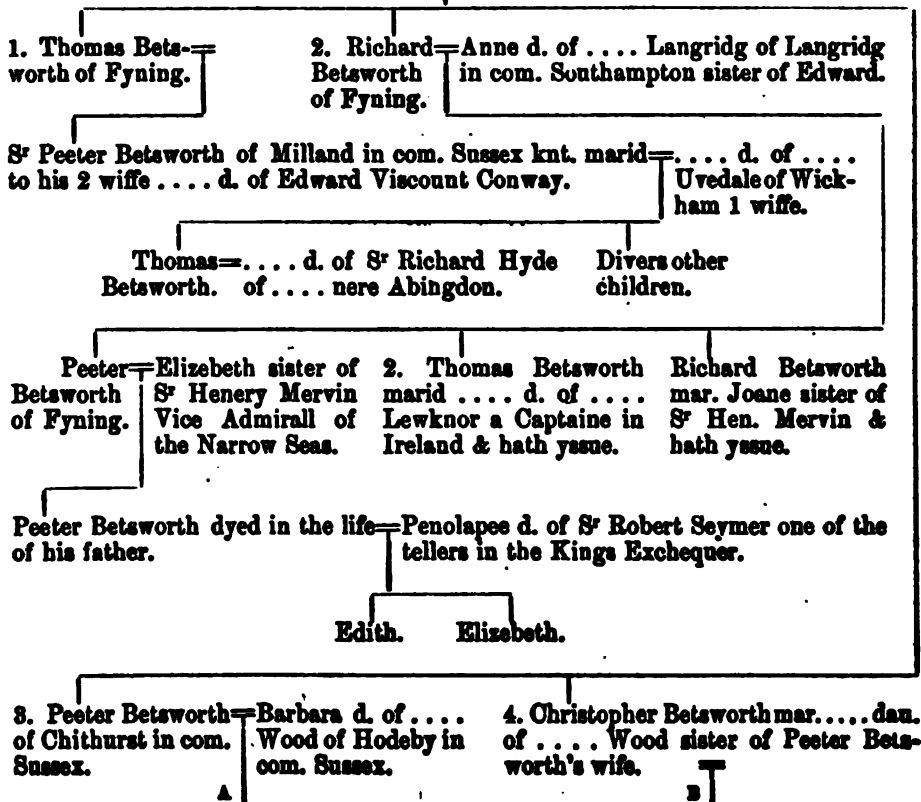 1. Thomas Bets-
worth of Fyning.
2. Richard
Betsworth
of Fyning.
Anne d. of .... Langridg of Langridg
in com. Southampton sister of Edward.
Sr Peeter Betsworth of Milland in com. Sussex knt. marid
to his 2 wiffe .... d. of Edward Viscount Conway.
.... d. of ....
Uvedale of Wick-
ham 1 wiffe.
Thomas
Betsworth.
.... d. of Sr Richard Hyde
of .... nere Abingdon.
Divers other
children.
Peeter
Betsworth
of Fyning.
Elizebeth sister of
Sr Henery Mervin
Vice Admirall of
the Narrow Seas.
2. Thomas Betsworth
marid .... d. of ....
Lewknor a Captaine in
Ireland & hath yssue.
Richard Betsworth
mar. Joane sister of
Sr Hen. Mervin &
hath yssue.
Peeter Betsworth dyed in the life
of his father.
Penolapee d. of Sr Robert Seymer one of the
tellers in the Kings Exchequer.
Edith.
Elizebeth.
3. Peeter Betsworth
of Chithurst in com.
Sussex.
Barbara d. of ....
Wood of Hodeby in
com. Sussex.
4. Christopher Betsworth mar. .... dau.
of .... Wood sister of Peeter Bets-
worth's wife.
A
B